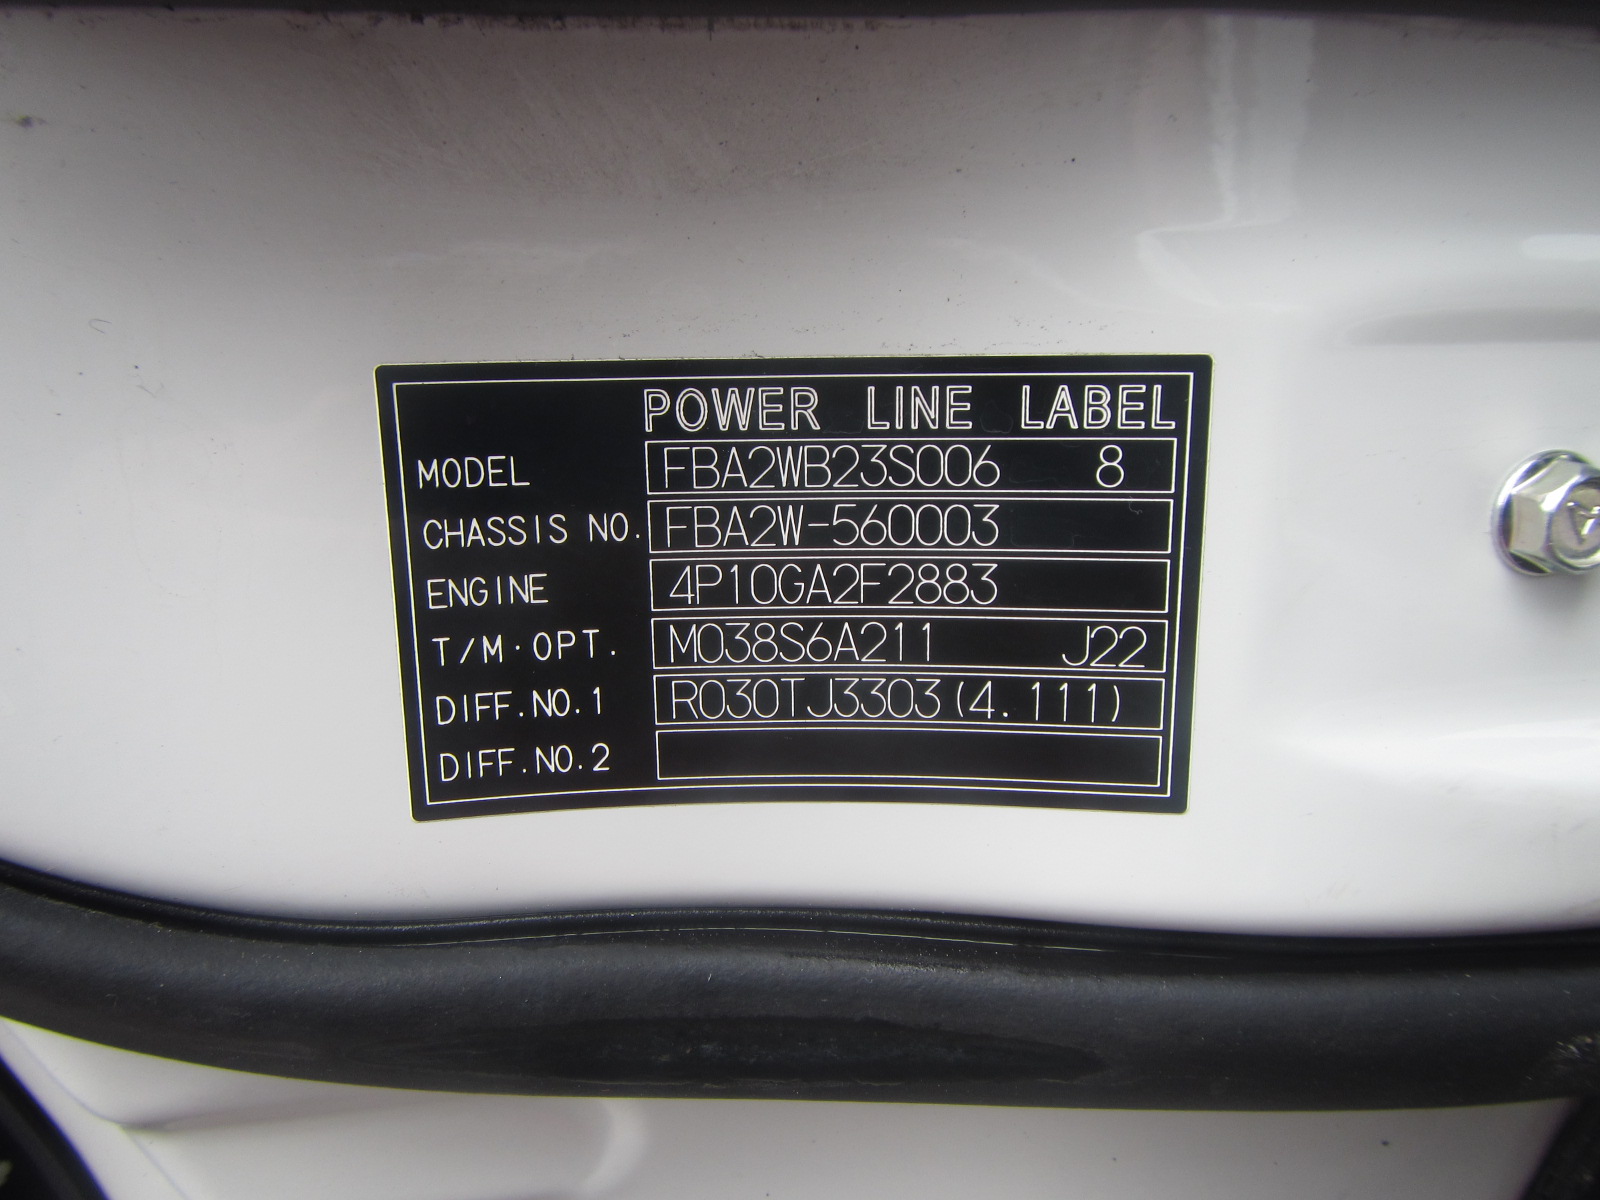 POWER LINE LABEL
MODEL FBA2WB23S006 8
CHASSIS NO. FBA2W-560003
ENGINE 4P10GA2F2883
T/M·OPT. M038S6A211 J22
DIFF.NO.1 R030TJ3303(4.111)
DIFF.NO.2